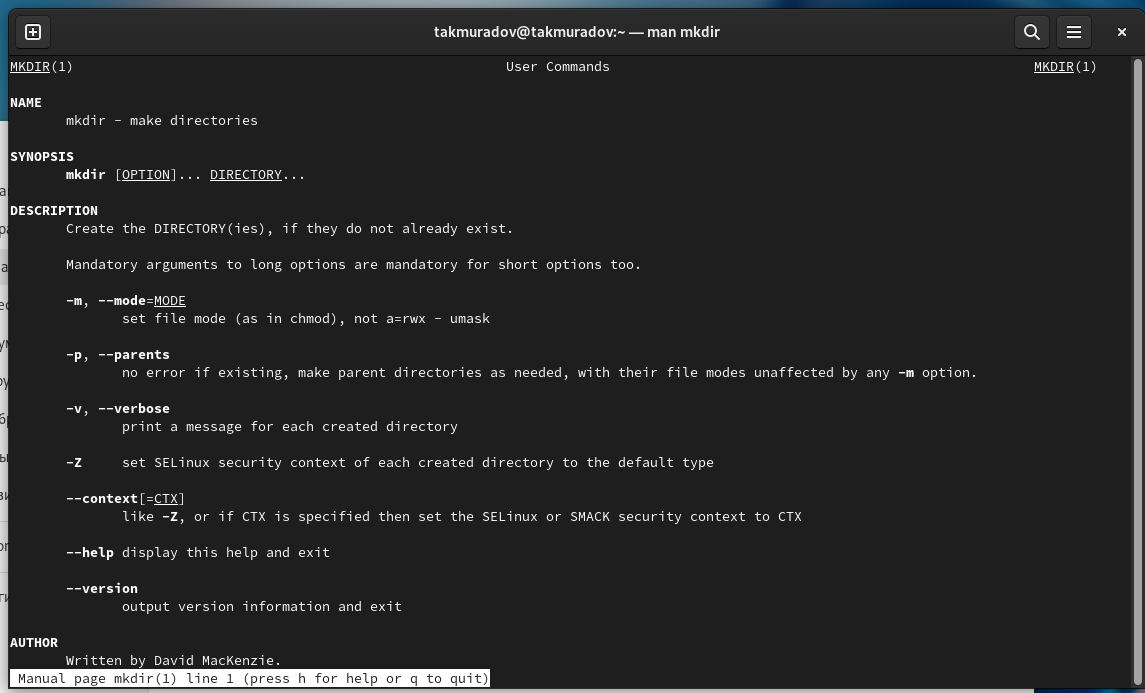 takmuradov@takmuradov:~ — man mkdir
MKDIR(1) User Commands MKDIR(1)
NAME
mkdir - make directories
SYNOPSIS
mkdir [OPTION]... DIRECTORY...
DESCRIPTION
Create the DIRECTORY(ies), if they do not already exist.
Mandatory arguments to long options are mandatory for short options too.
-m, --mode=MODE
set file mode (as in chmod), not a=rwx - umask
-p, --parents
no error if existing, make parent directories as needed, with their file modes unaffected by any -m option.
-v, --verbose
print a message for each created directory
-Z set SELinux security context of each created directory to the default type
--context[=CTX]
like -Z, or if CTX is specified then set the SELinux or SMACK security context to CTX
--help display this help and exit
--version
output version information and exit
AUTHOR
Written by David MacKenzie.
Manual page mkdir(1) line 1 (press h for help or q to quit)